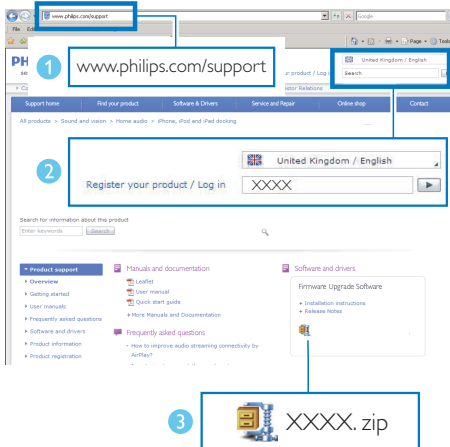 www.philips.com/support
Google
File
Page
Tools
PH
1
www.philips.com/support
United Kingdom / English
Search
Support home
Find your product
Software & Drivers
Service and Repair
Online shop
Contact
All products > Sound and vision > Home audio > iPhone, iPod and iPad docking
2
United Kingdom / English
Register your product / Log in
XXXX
Search for information about this product
Enter keywords
Search
Product support
Overview
Getting started
User manuals
Frequently asked questions
Software and drivers
Product information
Product registration
Manuals and documentation
Leaflet
User manual
Quick start guide
+ More Manuals and Documentation
Frequently asked questions
- How to improve audio streaming connectivity by
AirPlay?
Software and drivers
Firmware Upgrade Software
+ Installation instructions
+ Release Notes
3
XXXX. zip